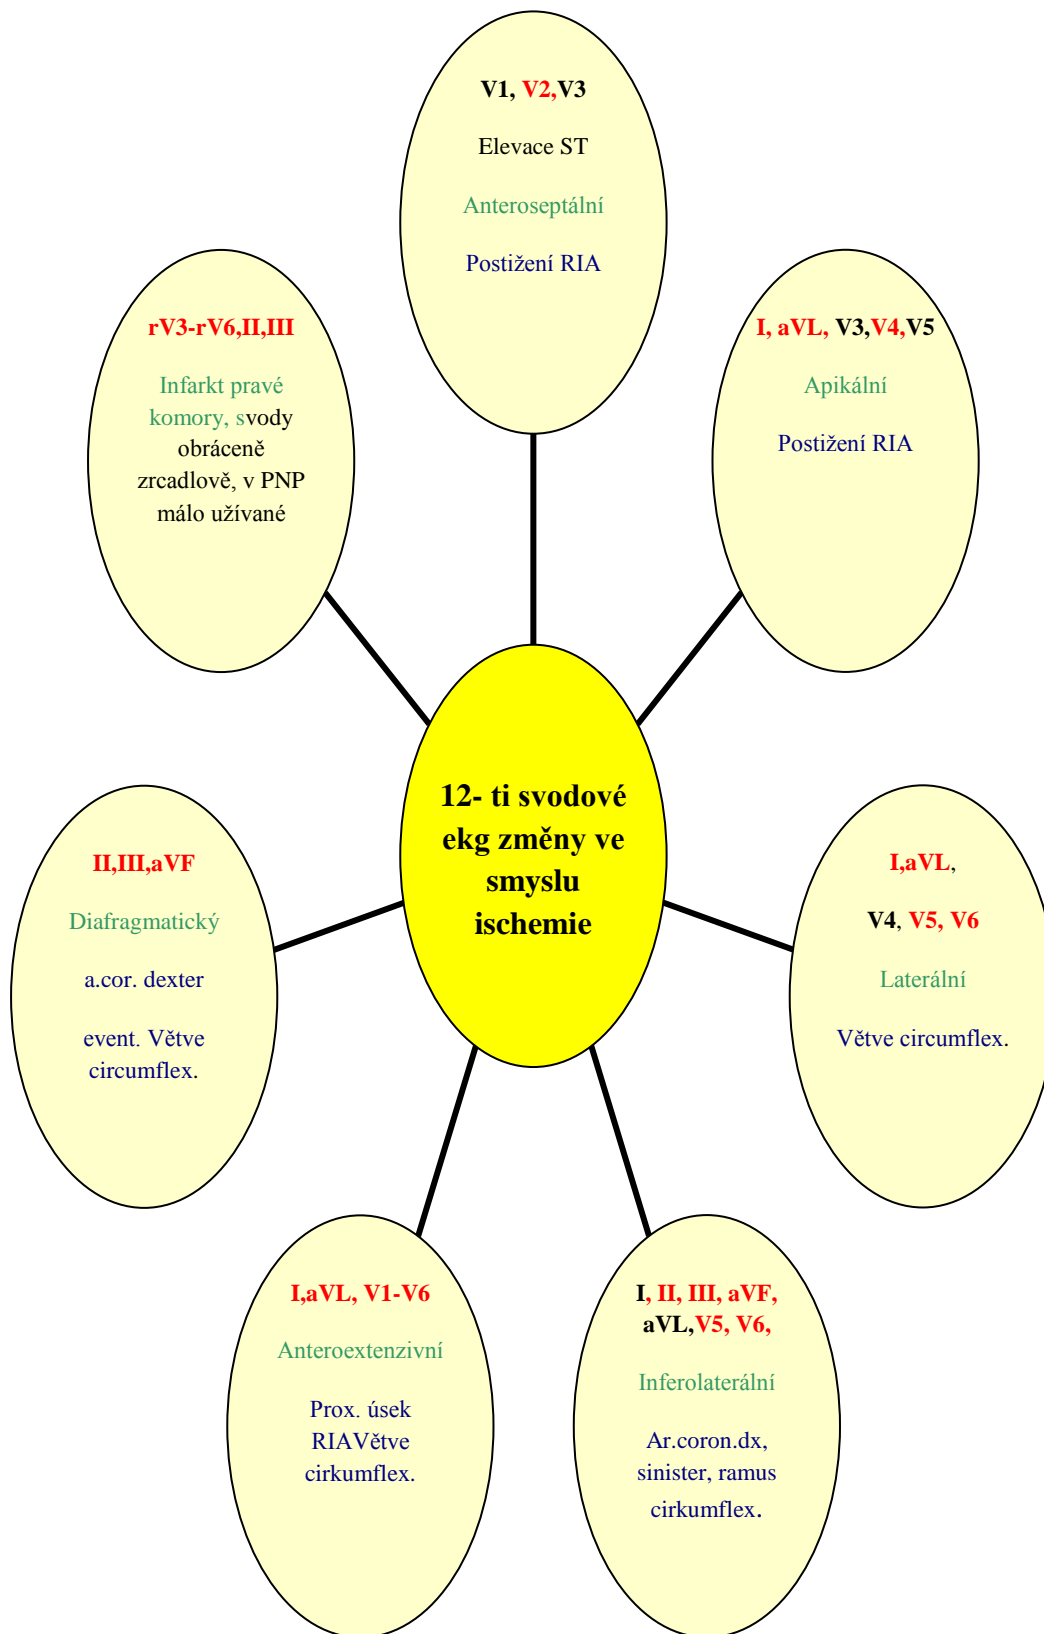 V1, V2,V3
Elevace ST
Anteroseptální
Postižení RIA
rV3-rV6,II,III
Infarkt pravé
komory, svody
obráceně
zrcadlově, v PNP
málo užívané
I, aVL, V3,V4,V5
Apikální
Postižení RIA
12- ti svodové
ekg změny ve
smyslu
ischemie
II,III,aVF
Diafragmatický
a.cor. dexter
event. Větve
circumflex.
I,aVL,
V4, V5, V6
Laterální
Větve circumflex.
I,aVL, V1-V6
Anteroextenzivní
Prox. úsek
RIAVětve
cirkumflex.
I, II, III, aVF,
aVL,V5, V6,
Inferolaterální
Ar.coron.dx,
sinister, ramus
cirkumflex.